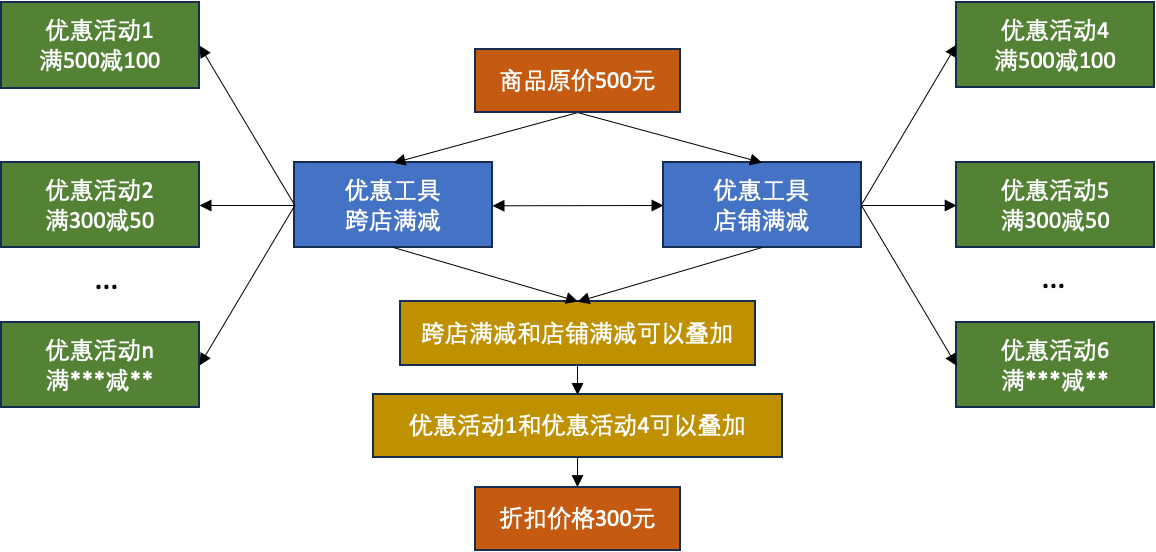 优惠活动1
满500减100
优惠活动4
满500减100
商品原价500元
优惠活动2
满300减50
优惠工具
跨店满减
优惠工具
店铺满减
优惠活动5
满300减50
...
...
跨店满减和店铺满减可以叠加
优惠活动n
满***减**
优惠活动6
满***减**
优惠活动1和优惠活动4可以叠加
折扣价格300元